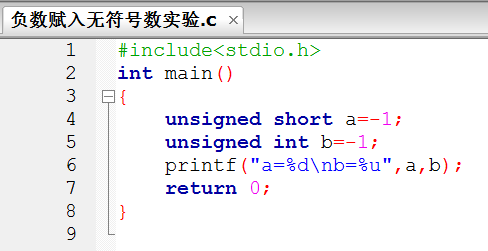 负数赋入无符号数实验.c ×
1 #include<stdio.h>
2 int main()
3 {
4     unsigned short a=-1;
5     unsigned int b=-1;
6     printf("a=%d\nb=%u",a,b);
7     return 0;
8 }
9